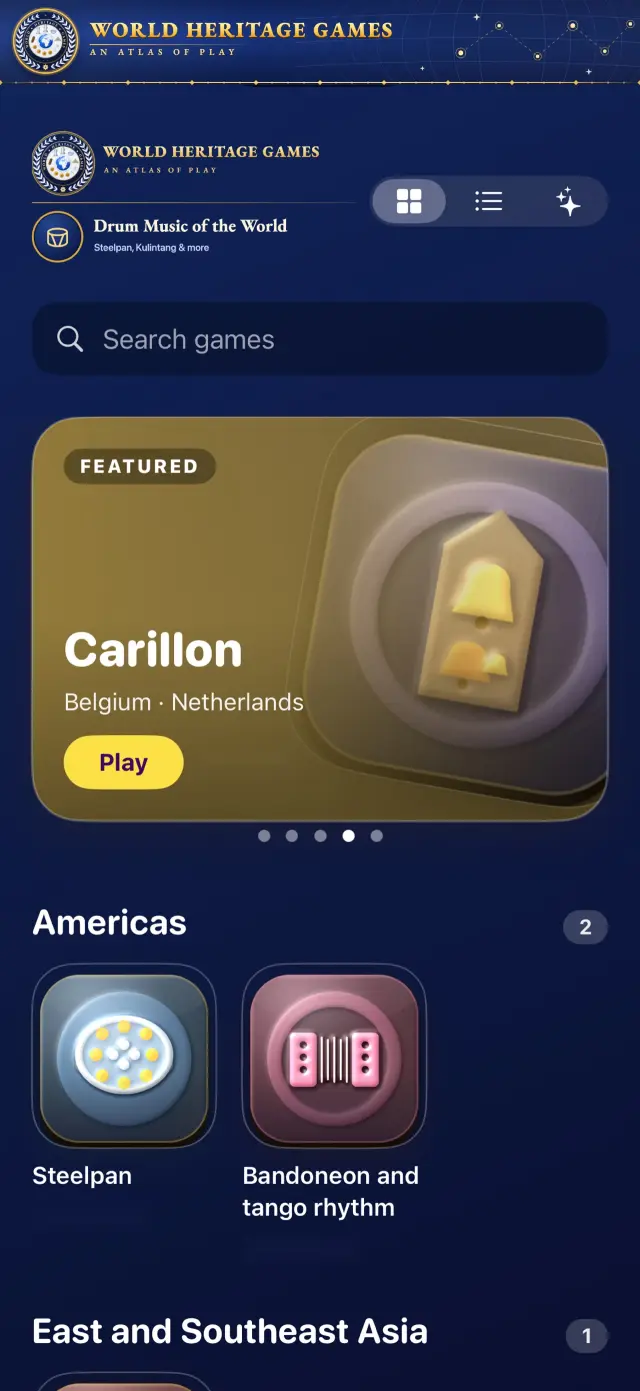 WORLD HERITAGE GAMES
AN ATLAS OF PLAY
WORLD HERITAGE GAMES
AN ATLAS OF PLAY
Drum Music of the World
Steelpan, Kulintang & more
Search games
FEATURED
Carillon
Belgium · Netherlands
Play
Americas
2
Steelpan
Bandoneon and
tango rhythm
East and Southeast Asia
1